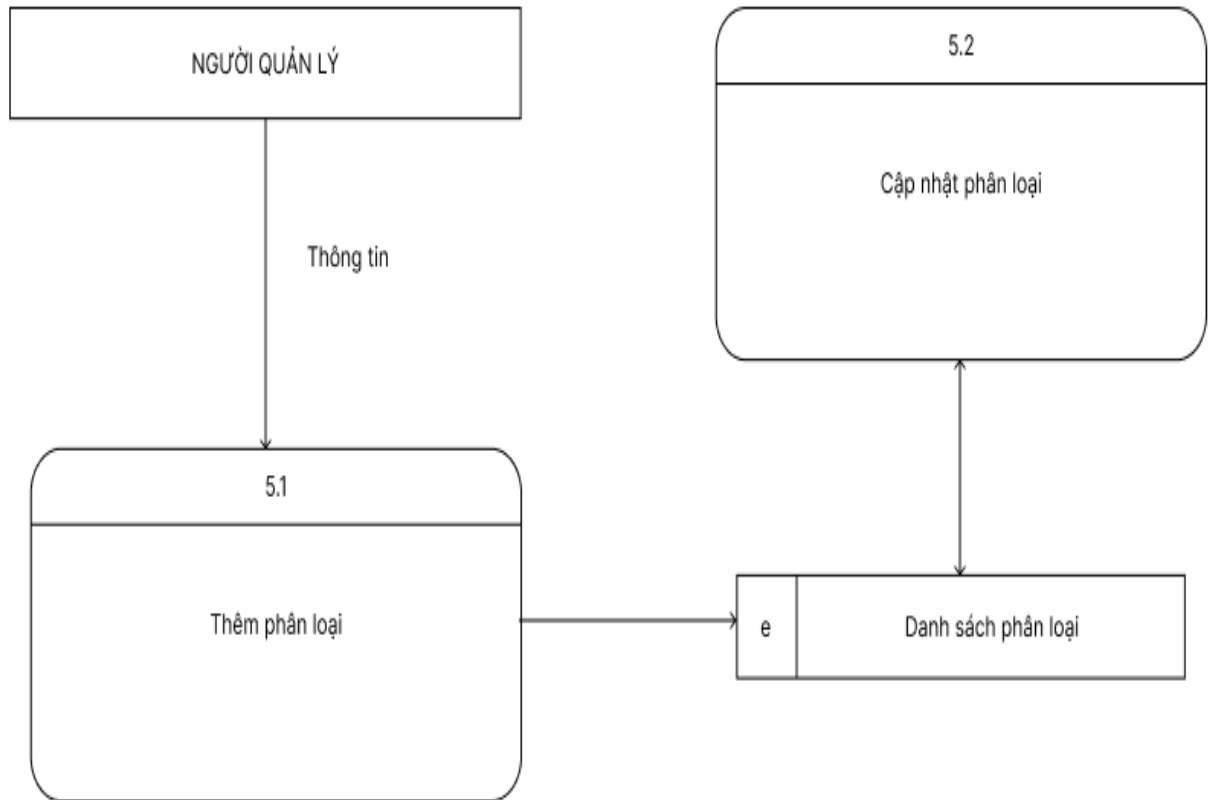 NGƯỜI QUẢN LÝ
5.2
Cập nhật phân loại
Thông tin
5.1
Thêm phân loại
e
Danh sách phân loại